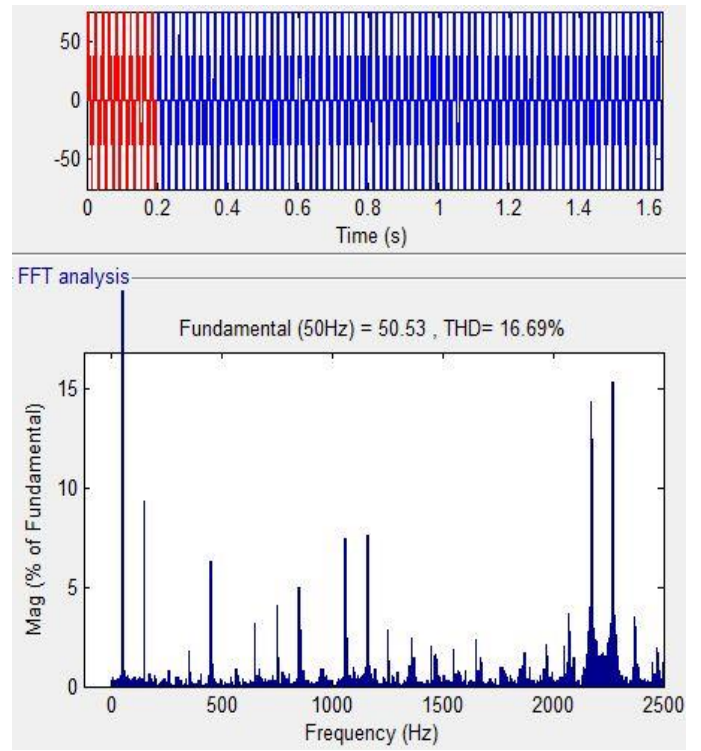 50
0
-50
0 0.2 0.4 0.6 0.8 1 1.2 1.4 1.6
Time (s)
FFT analysis
Fundamental (50Hz) = 50.53 , THD= 16.69%
15
10
5
0
Mag (% of Fundamental)
0 500 1000 1500 2000 2500
Frequency (Hz)